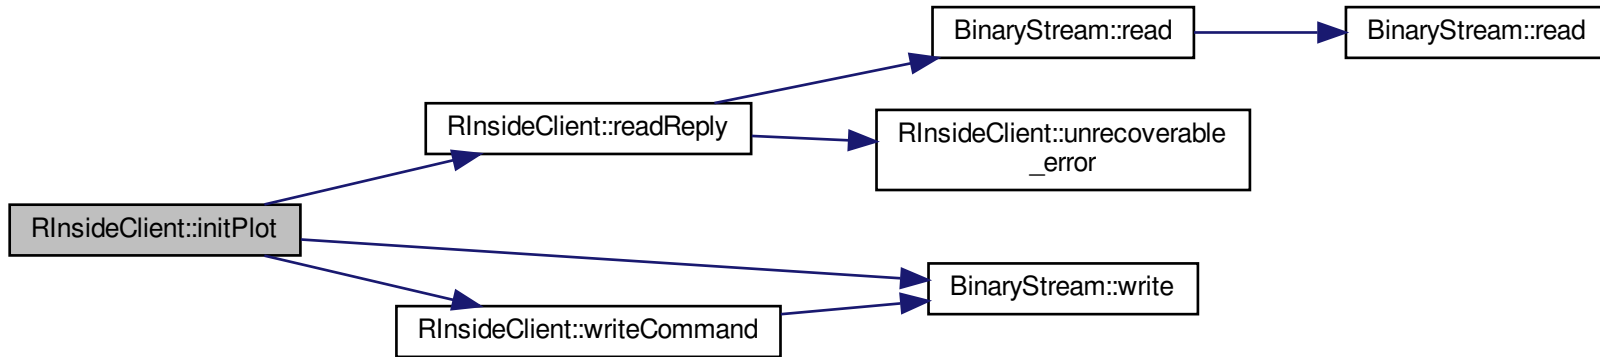 BinaryStream::read
BinaryStream::read
RInsideClient::readReply
RInsideClient::unrecoverable
_error
RInsideClient::initPlot
BinaryStream::write
RInsideClient::writeCommand